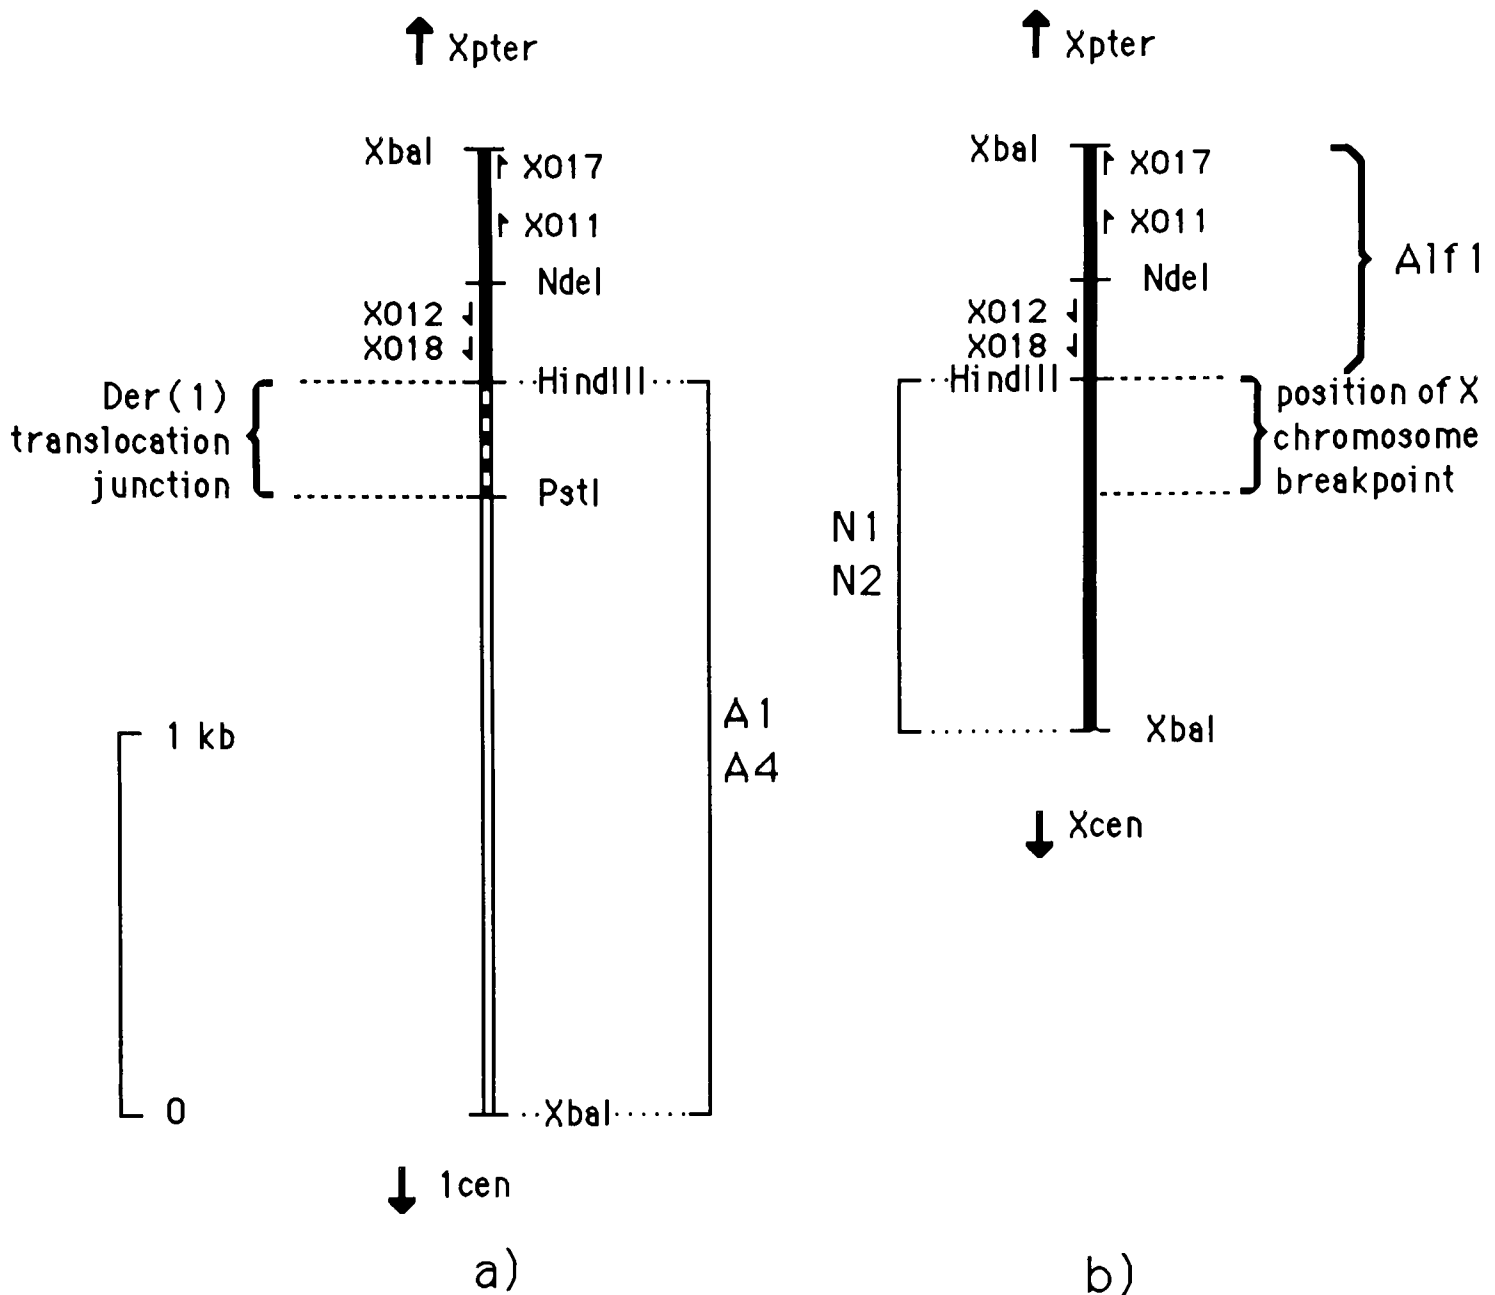 ↑ Xpter
XbaI
X017
X011
NdeI
X012
X018
HindIII
Der(1)
translocation
junction
PstI
A1
A4
1 kb
0
XbaI
↓ 1cen
a)
↑ Xpter
XbaI
X017
X011
Alf1
NdeI
X012
X018
HindIII
position of X
chromosome
breakpoint
N1
N2
XbaI
↓ Xcen
b)